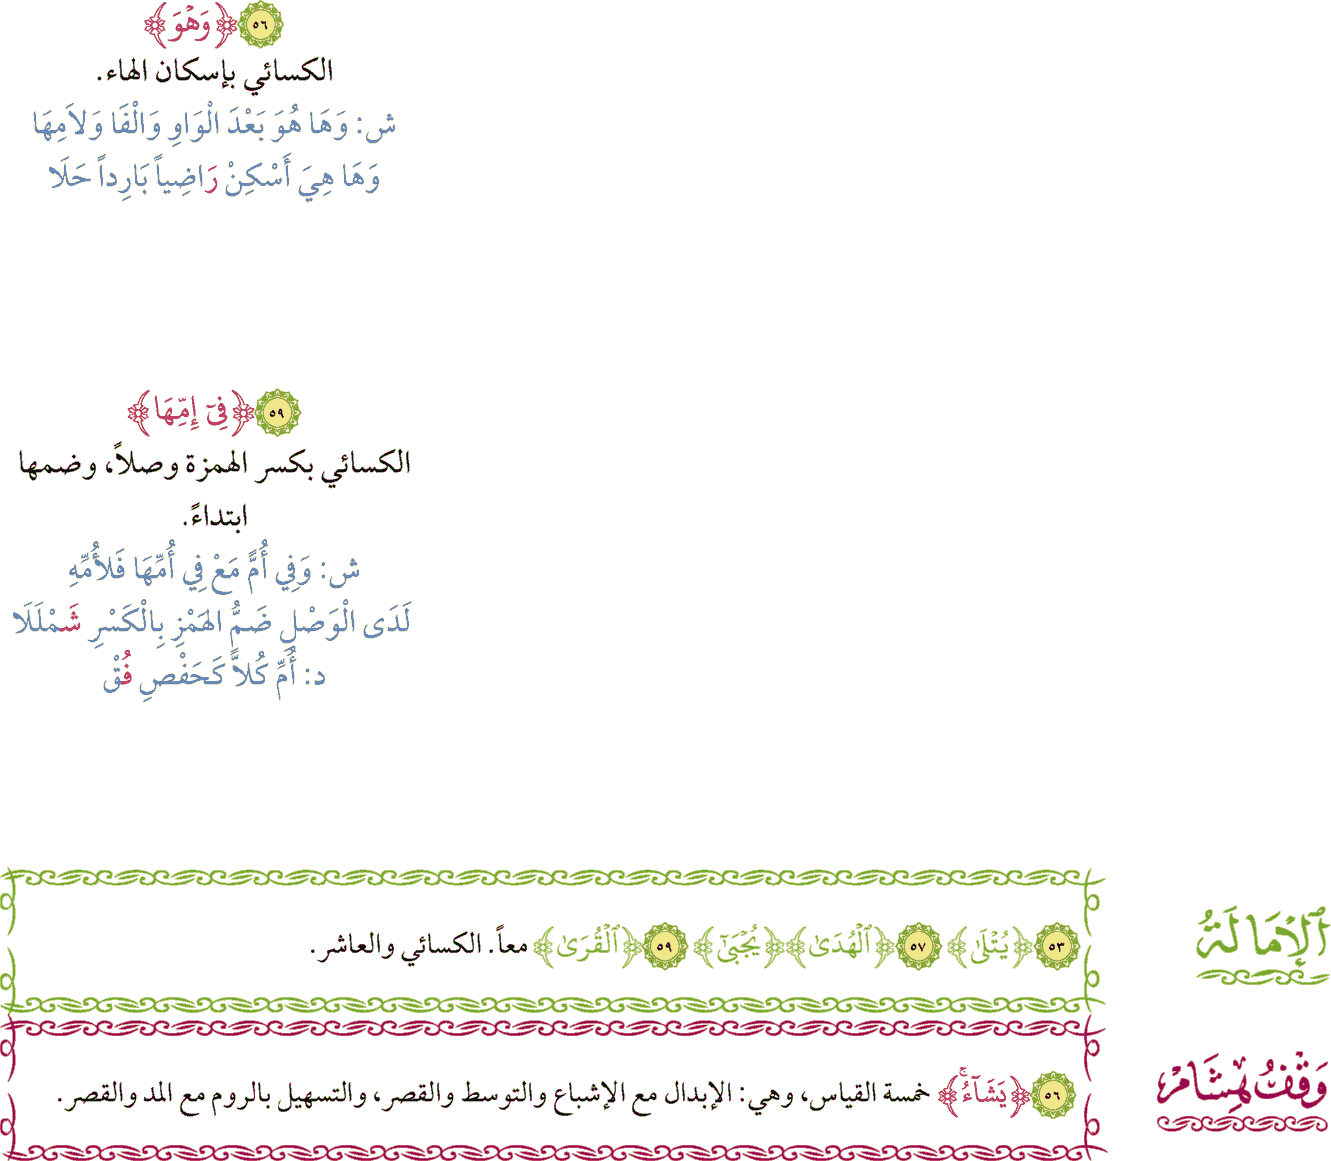 ٥٦ ﴿وَهْوَ﴾
الكسائي بإسكان الهاء.
ش: وَهَا هُوَ بَعْدَ الْوَاوِ وَالْفَا وَلَامِهَا
وَهَا هِيَ أَسْكِنْ رَاضِياً بَارِداً حَلَا
٥٩ ﴿فِىٓ إِمِّهَا﴾
الكسائي بكسر الهمزة وصلاً، وضمها
ابتداءً.
ش: وَفِي أُمِّ مَعْ فِي أُمِّهَا فَلأُمِّهِ
لَدَى الْوَصْلِ ضَمُّ الهَمْزِ بِالْكَسْرِ شَمْلَلَا
د: أُمِّ كُلاًّ كَحَفْصٍ فُقْ
ٱلْإِمَالَةُ
٥٣ ﴿يُتْلَىٰ﴾ ٥٧ ﴿ٱلْهُدَىٰ﴾ ﴿يُجْبَىٰٓ﴾ ٥٩ ﴿ٱلْقُرَىٰ﴾ معاً. الكسائي والعاشر.
وَقْفُ هِشَامْ
٥٦ ﴿يَشَآءُۚ﴾ خمسة القياس، وهي: الإبدال مع الإشباع والتوسط والقصر، والتسهيل بالروم مع المد والقصر.